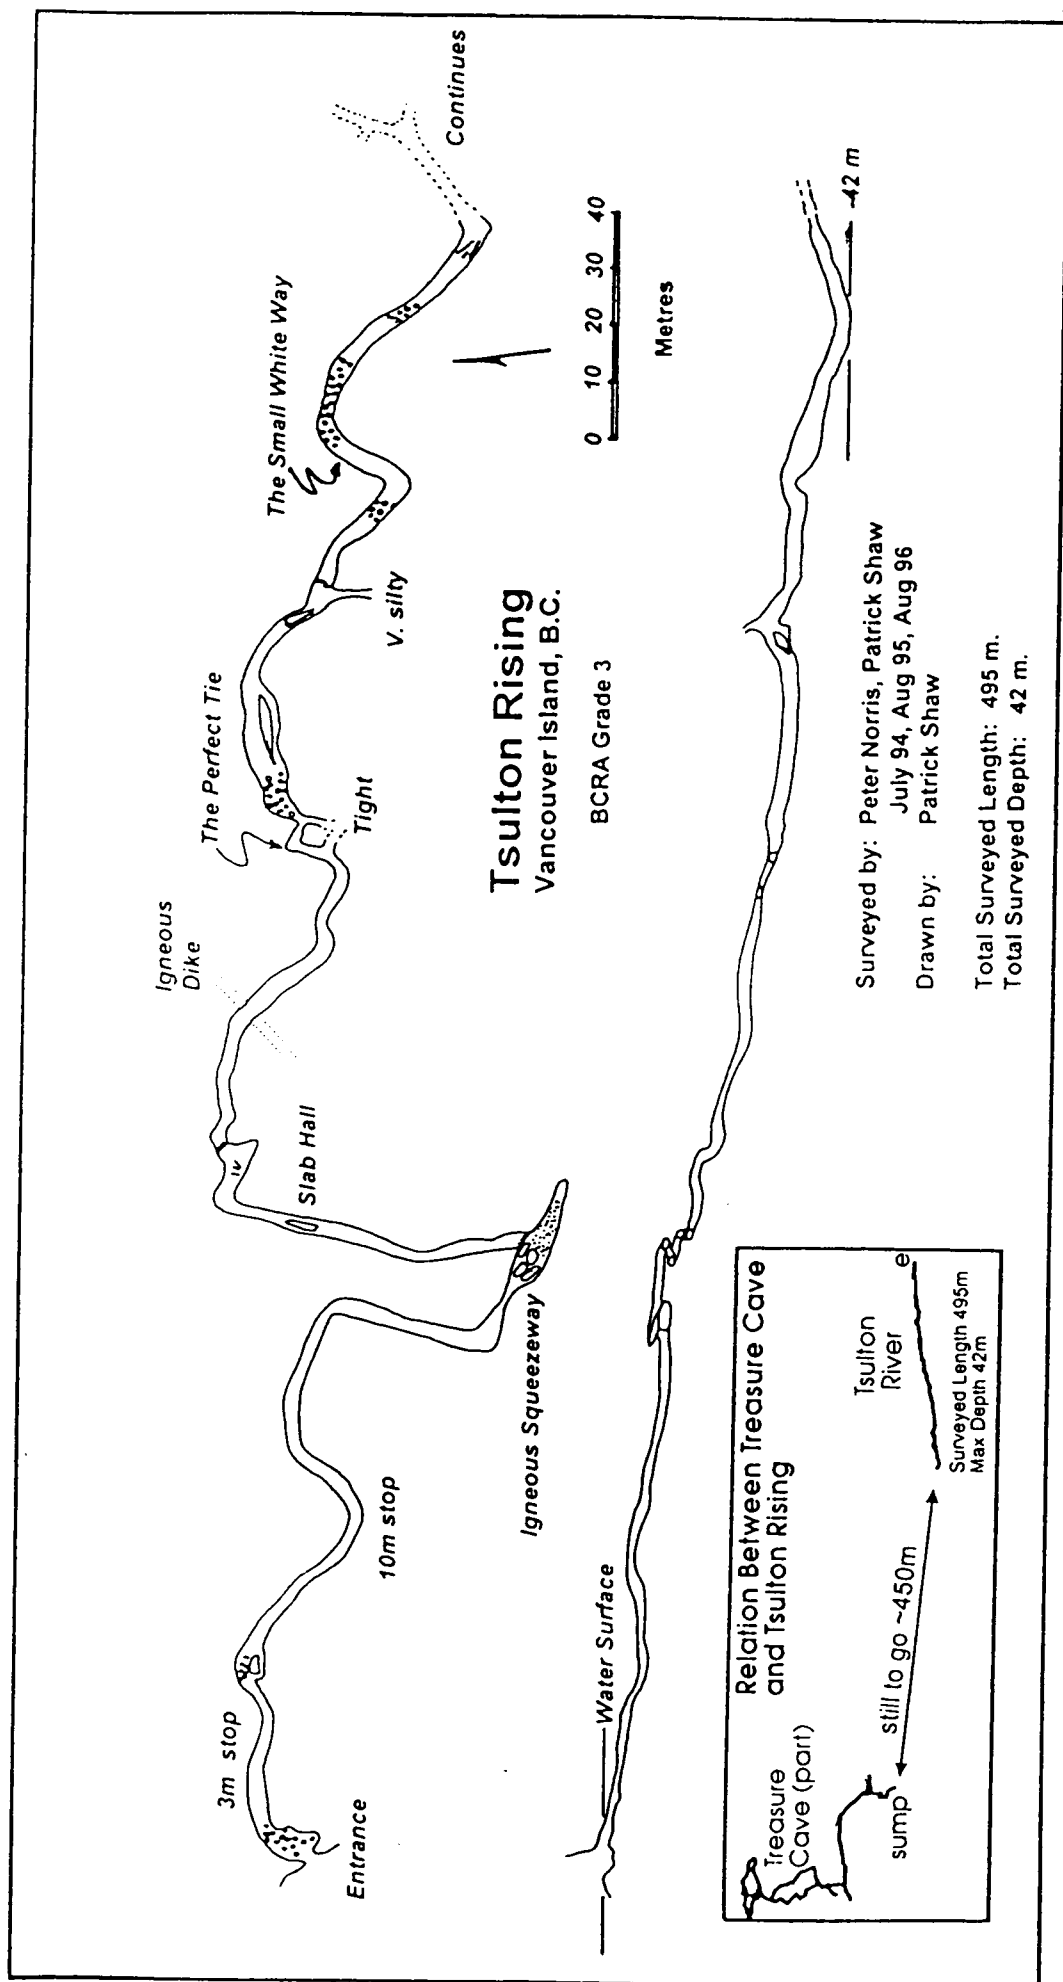 Continues
The Small White Way
V. silty
The Perfect Tie
Tight
Igneous
Dike
Slab Hall
Igneous Squeezeway
10m stop
3m stop
Entrance
0 10 20 30 40
Metres
Tsulton Rising
Vancouver Island, B.C.
BCRA Grade 3
Water Surface
-42 m
Surveyed by: Peter Norris, Patrick Shaw
July 94, Aug 95, Aug 96
Drawn by: Patrick Shaw
Total Surveyed Length: 495 m.
Total Surveyed Depth: 42 m.
Relation Between Treasure Cave
and Tsulton Rising
Treasure
Cave (part)
sump
still to go ~450m
Tsulton
River
e
Surveyed Length 495m
Max Depth 42m